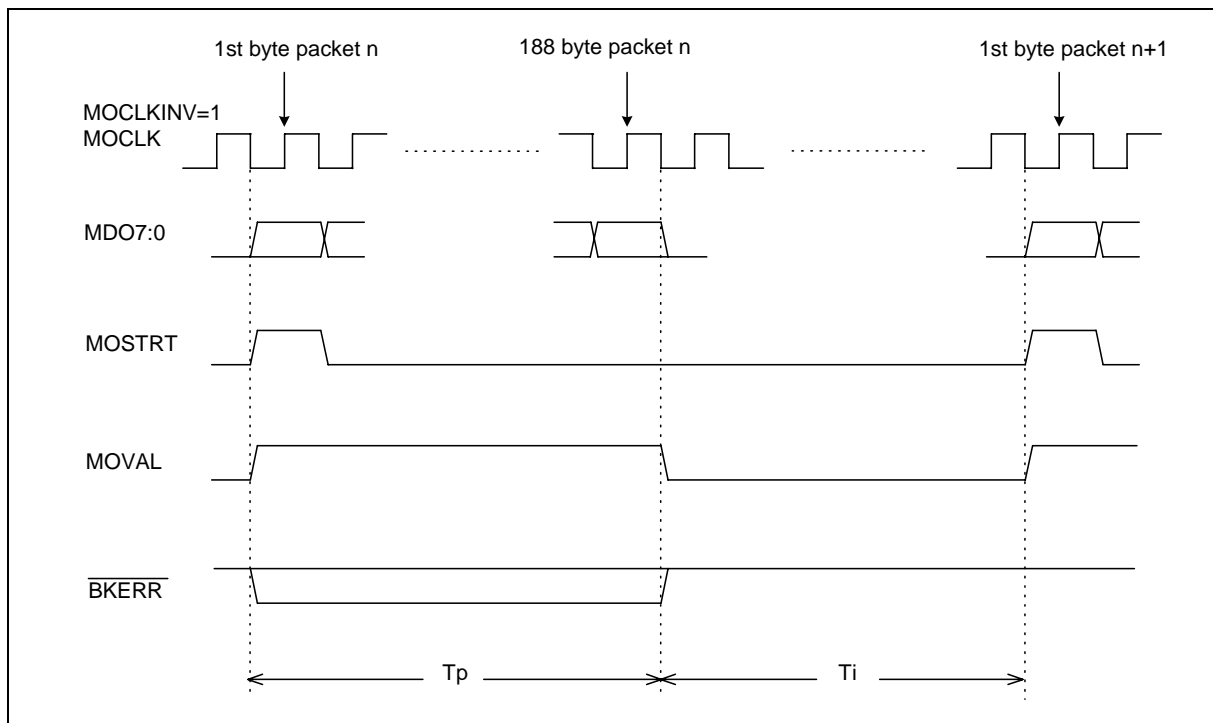 1st byte packet n
188 byte packet n
1st byte packet n+1
MOCLKINV=1
MOCLK
MDO7:0
MOSTRT
MOVAL
BKERR
Tp
Ti